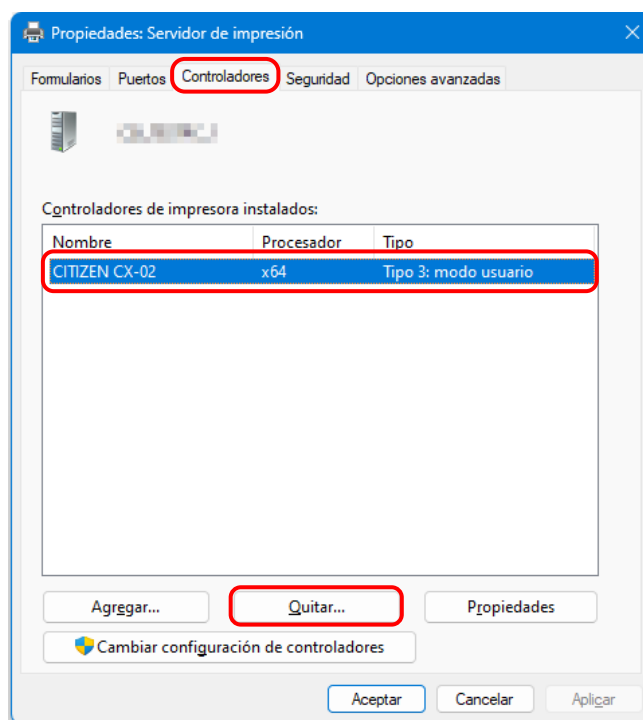 Propiedades: Servidor de impresión
Formularios Puertos Controladores Seguridad Opciones avanzadas
Controladores de impresora instalados:
Nombre Procesador Tipo
CITIZEN CX-02 x64 Tipo 3: modo usuario
Agregar... Quitar... Propiedades
Cambiar configuración de controladores
Aceptar Cancelar Aplicar